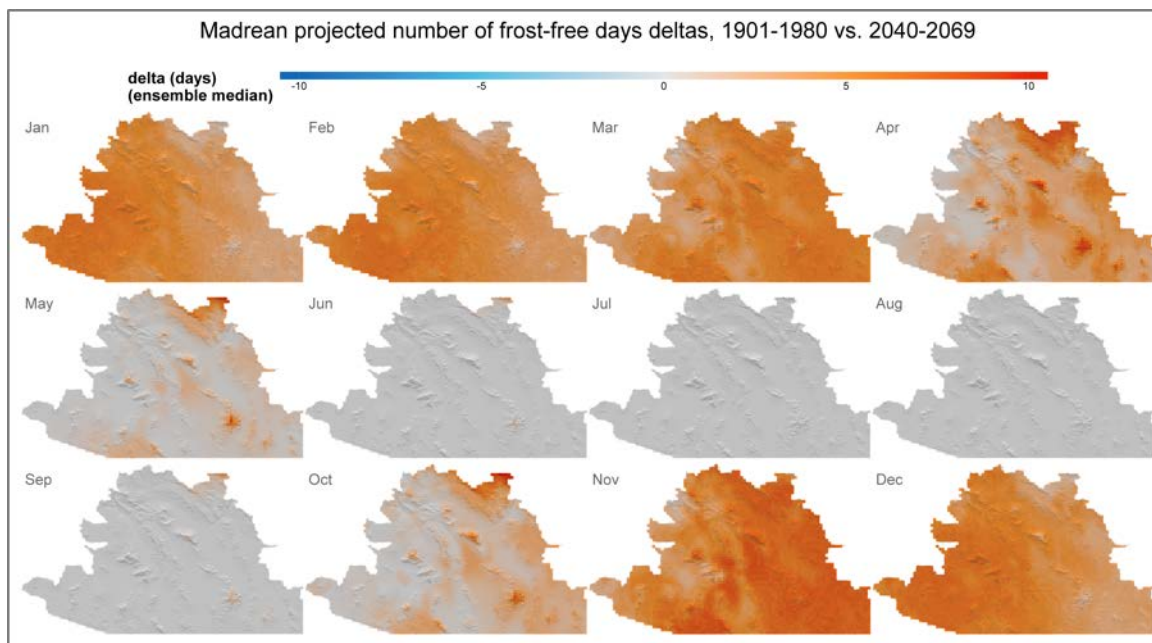 Madrean projected number of frost-free days deltas, 1901-1980 vs. 2040-2069
delta (days)
(ensemble median)
-10 -5 0 5 10
Jan Feb Mar Apr
May Jun Jul Aug
Sep Oct Nov Dec